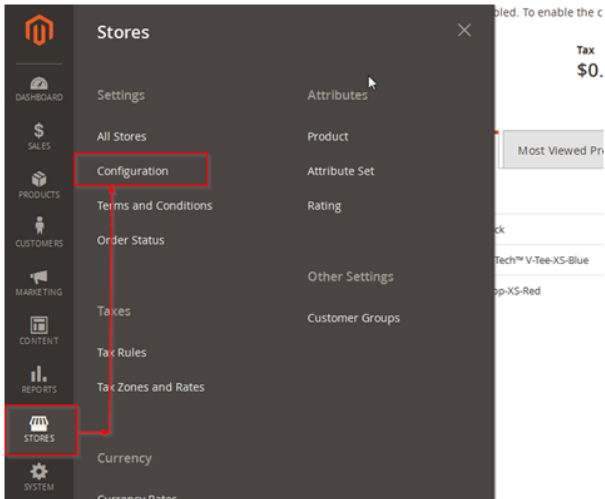 Stores
DASHBOARD
SALES
PRODUCTS
CUSTOMERS
MARKETING
CONTENT
REPORTS
STORES
SYSTEM
Settings
All Stores
Configuration
Terms and Conditions
Order Status
Taxes
Tax Rules
Tax Zones and Rates
Currency
Currency Rates
Attributes
Product
Attribute Set
Rating
Other Settings
Customer Groups
bled. To enable the c
Tax
$0.
Most Viewed Pr
ck
Tech™ V-Tee-XS-Blue
op-XS-Red